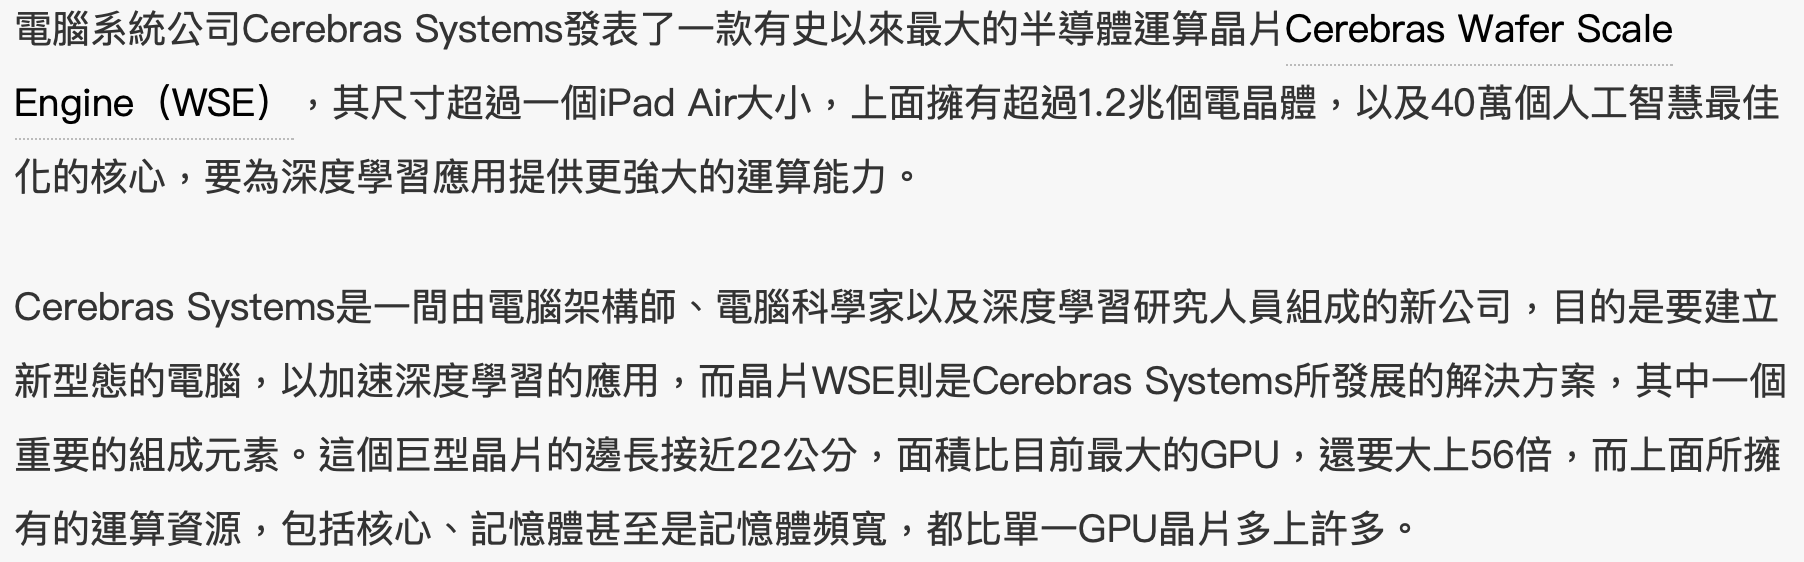 電腦系統公司Cerebras Systems發表了一款有史以來最大的半導體運算晶片Cerebras Wafer Scale
Engine（WSE），其尺寸超過一個iPad Air大小，上面擁有超過1.2兆個電晶體，以及40萬個人工智慧最佳
化的核心，要為深度學習應用提供更強大的運算能力。
Cerebras Systems是一間由電腦架構師、電腦科學家以及深度學習研究人員組成的新公司，目的是要建立
新型態的電腦，以加速深度學習的應用，而晶片WSE則是Cerebras Systems所發展的解決方案，其中一個
重要的組成元素。這個巨型晶片的邊長接近22公分，面積比目前最大的GPU，還要大上56倍，而上面所擁
有的運算資源，包括核心、記憶體甚至是記憶體頻寬，都比單一GPU晶片多上許多。